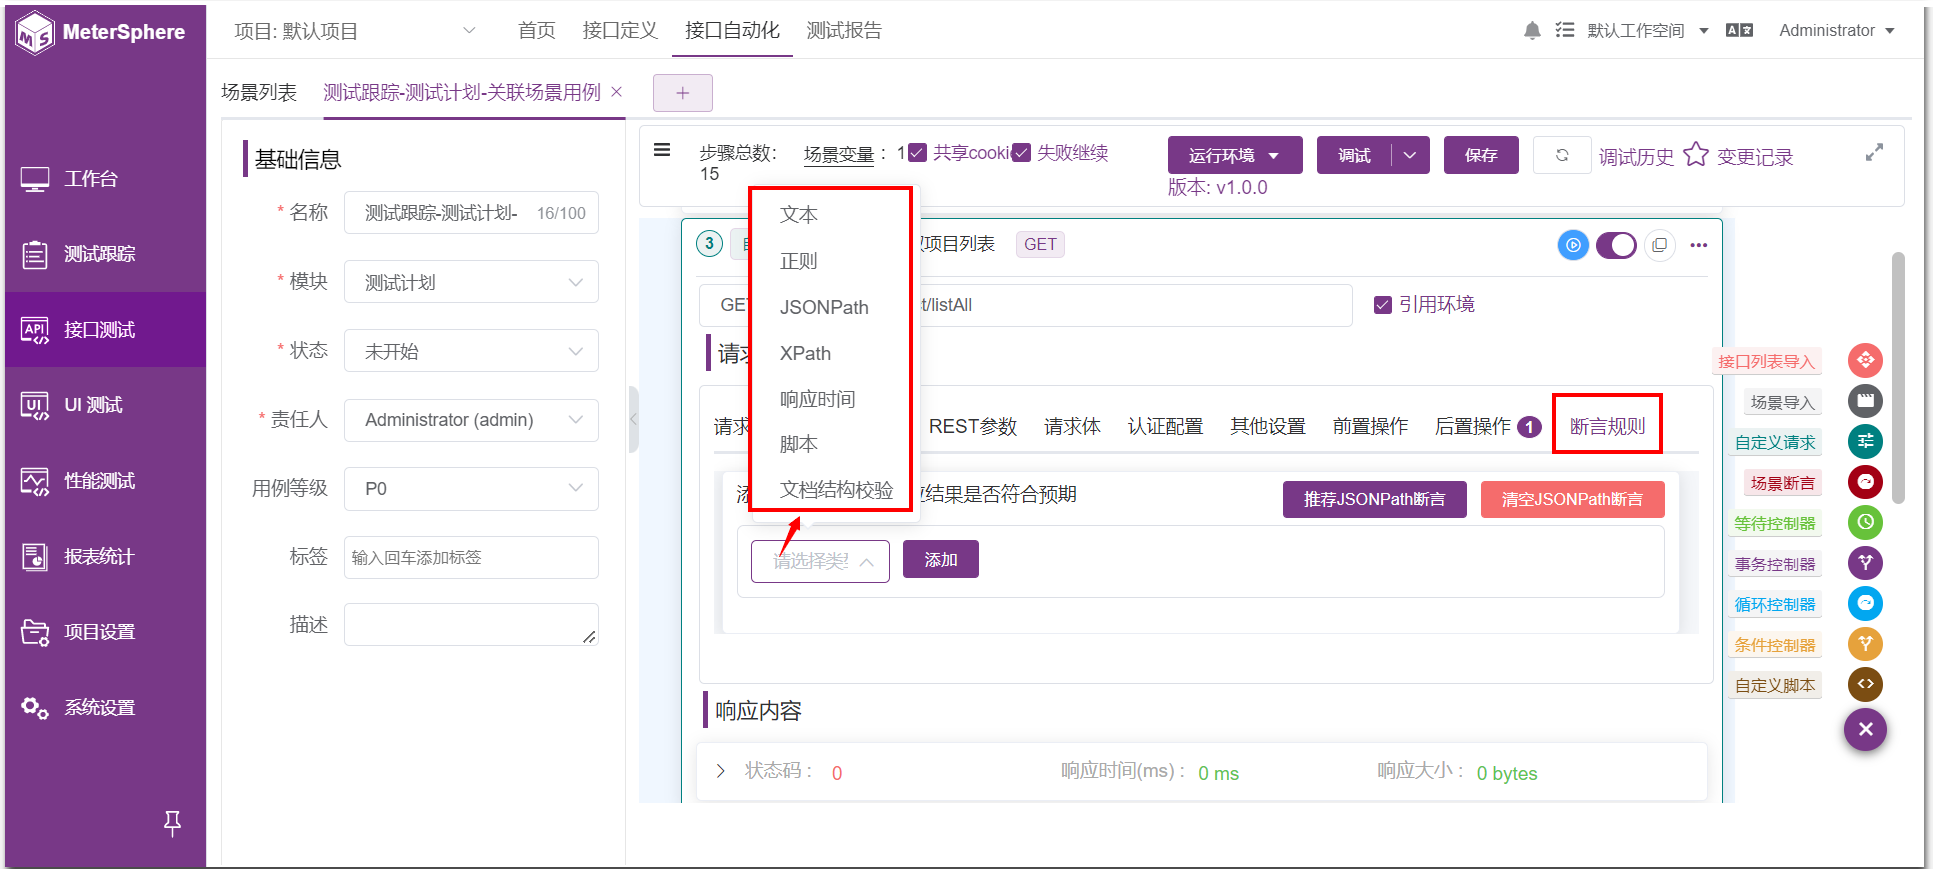 MeterSphere
项目: 默认项目
首页
接口定义
接口自动化
测试报告
默认工作空间
Administrator
工作台
测试跟踪
API
接口测试
UI
UI 测试
性能测试
报表统计
项目设置
系统设置
场景列表
测试跟踪-测试计划-关联场景用例
基础信息
* 名称
测试跟踪-测试计划-
16/100
* 模块
测试计划
* 状态
未开始
* 责任人
Administrator (admin)
用例等级
P0
标签
输入回车添加标签
描述
步骤总数:
15
场景变量 : 1
共享cooki
失败继续
运行环境
调试
保存
调试历史
变更记录
版本: v1.0.0
3
项目列表
GET
GE
t/listAll
引用环境
请求
文本
正则
JSONPath
XPath
响应时间
脚本
文档结构校验
请求
REST参数
请求体
认证配置
其他设置
前置操作
后置操作 1
断言规则
结果是否符合预期
推荐JSONPath断言
清空JSONPath断言
请选择类
添加
响应内容
状态码 : 0
响应时间(ms) : 0 ms
响应大小 : 0 bytes
接口列表导入
场景导入
自定义请求
场景断言
等待控制器
事务控制器
循环控制器
条件控制器
自定义脚本